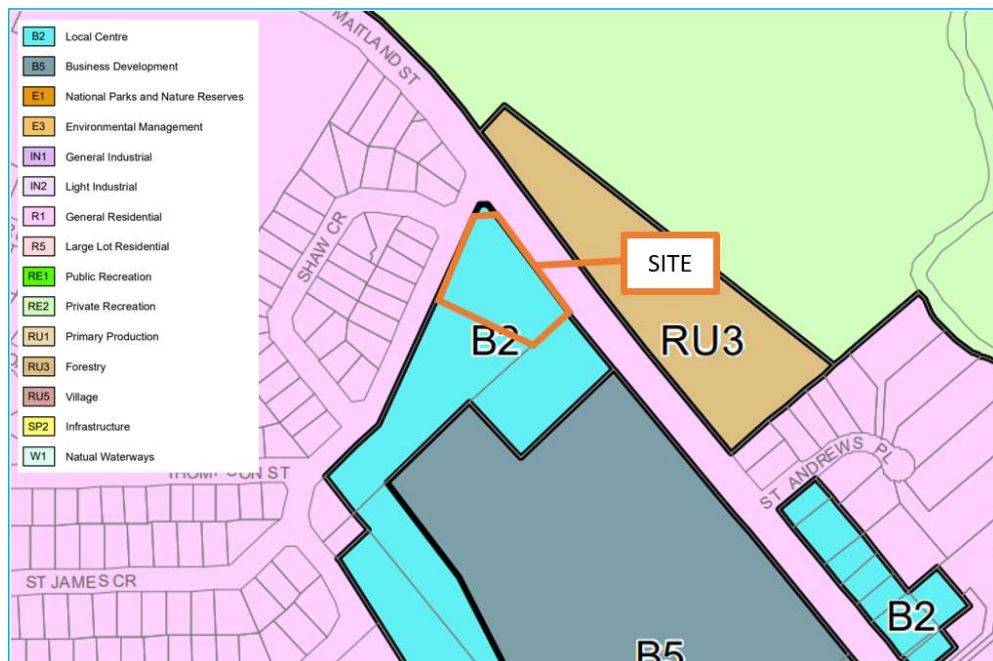 B2 Local Centre
B5 Business Development
E1 National Parks and Nature Reserves
E3 Environmental Management
IN1 General Industrial
IN2 Light Industrial
R1 General Residential
R5 Large Lot Residential
RE1 Public Recreation
RE2 Private Recreation
RU1 Primary Production
RU3 Forestry
RU5 Village
SP2 Infrastructure
W1 Natual Waterways
MAITLAND ST
SHAW CR
SITE
B2
RU3
ST ANDREWS PL
ST
ST JAMES CR
B2
B5